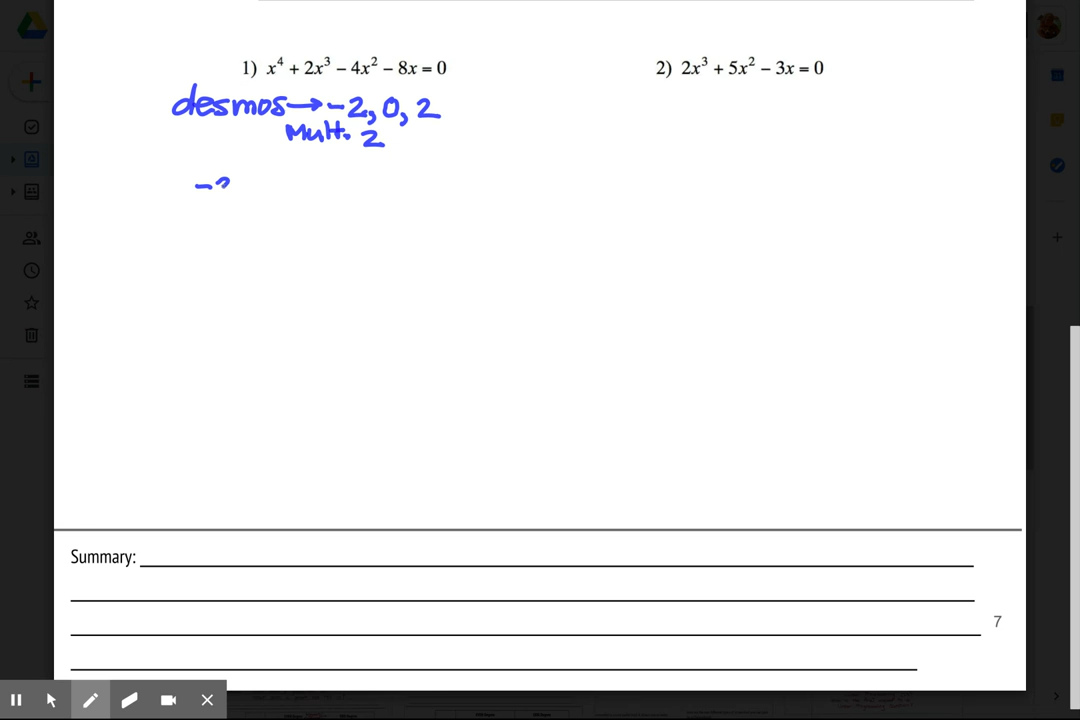 1) x⁴ + 2x³ − 4x² − 8x = 0
2) 2x³ + 5x² − 3x = 0
desmos → -2, 0, 2
Mult. 2
-2
Summary:
7